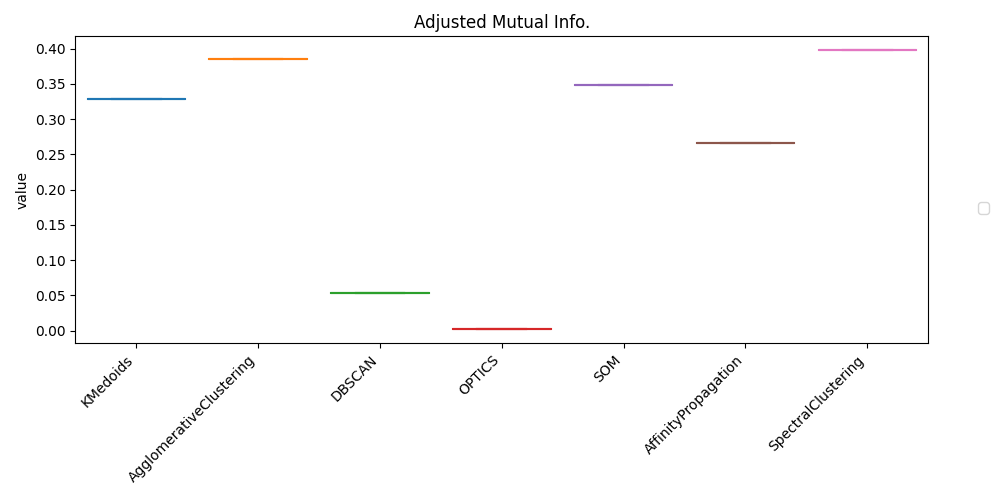 Adjusted Mutual Info.
0.40
0.35
0.30
0.25
0.20
0.15
0.10
0.05
0.00
value
KMedoids
AgglomerativeClustering
DBSCAN
OPTICS
SOM
AffinityPropagation
SpectralClustering